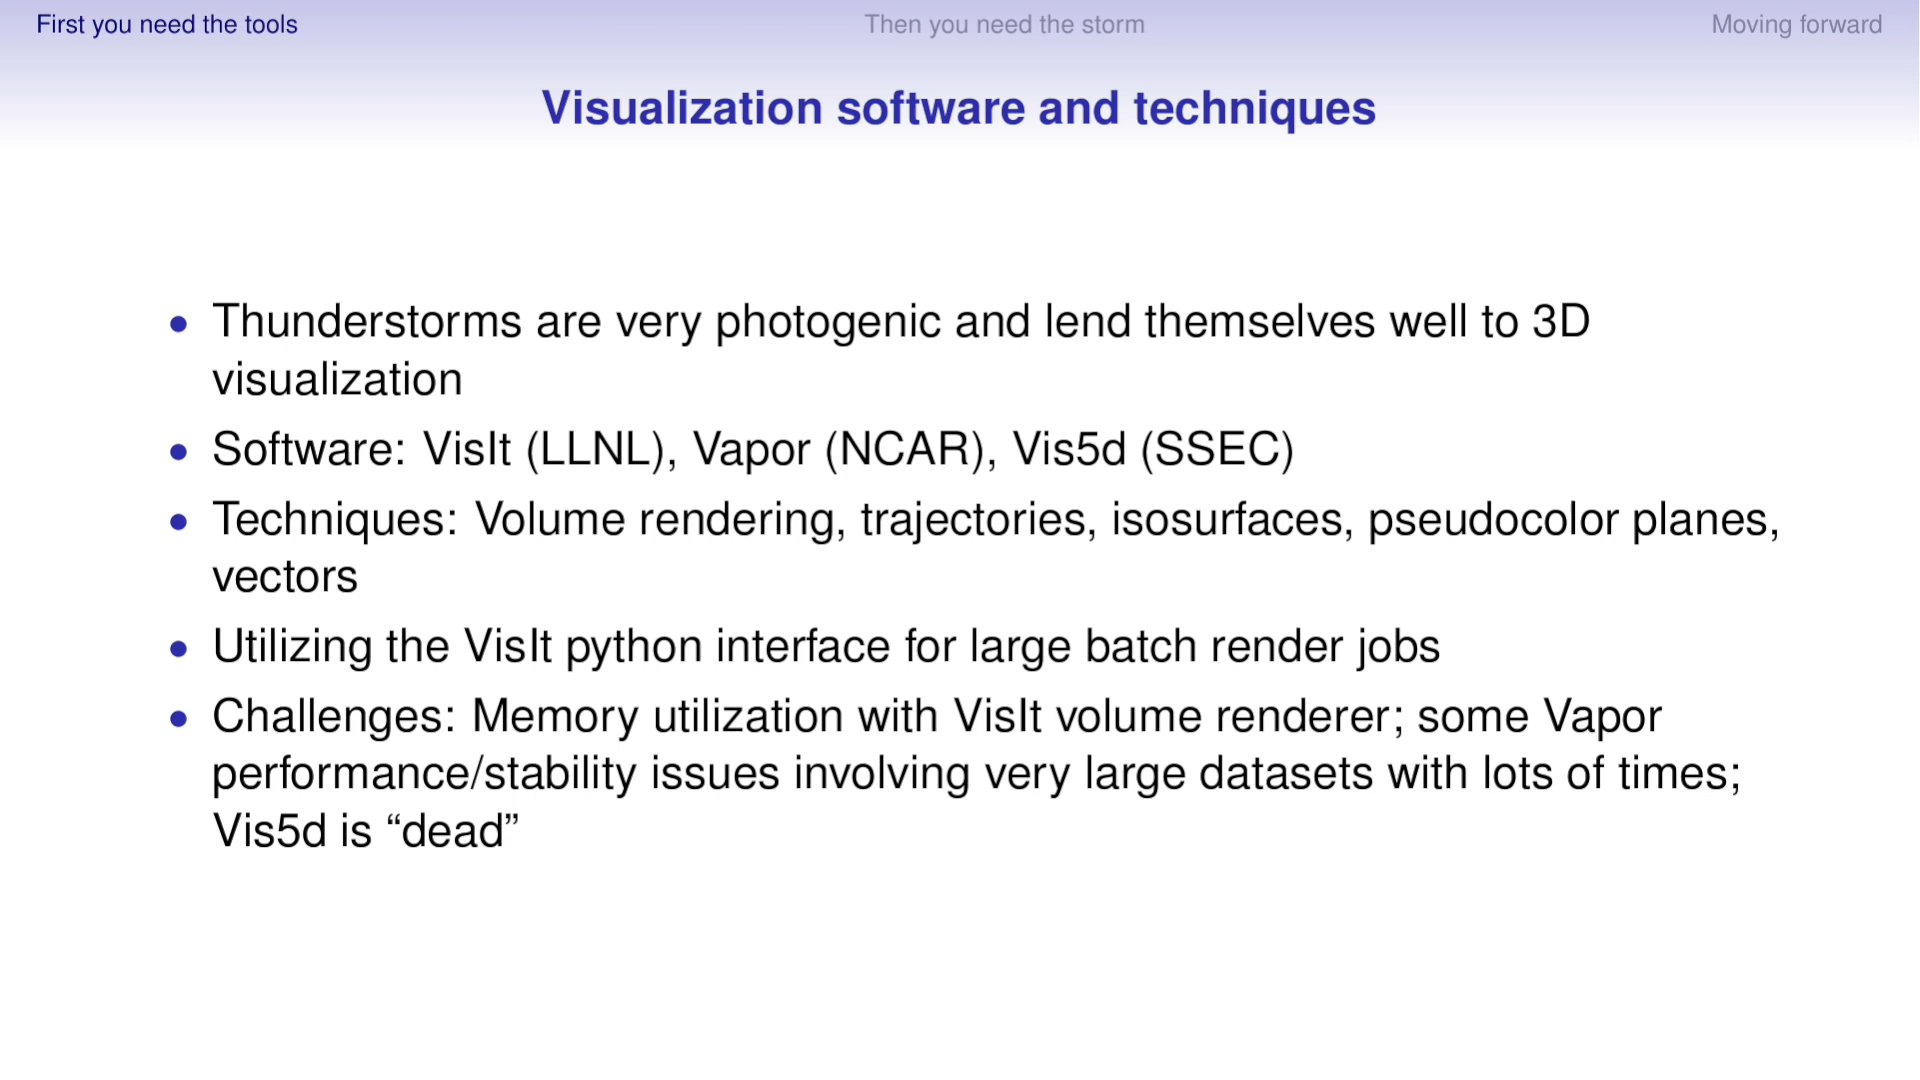 First you need the tools
Then you need the storm
Moving forward
Visualization software and techniques
• Thunderstorms are very photogenic and lend themselves well to 3D
visualization
• Software: VisIt (LLNL), Vapor (NCAR), Vis5d (SSEC)
• Techniques: Volume rendering, trajectories, isosurfaces, pseudocolor planes,
vectors
• Utilizing the VisIt python interface for large batch render jobs
• Challenges: Memory utilization with VisIt volume renderer; some Vapor
performance/stability issues involving very large datasets with lots of times;
Vis5d is “dead”